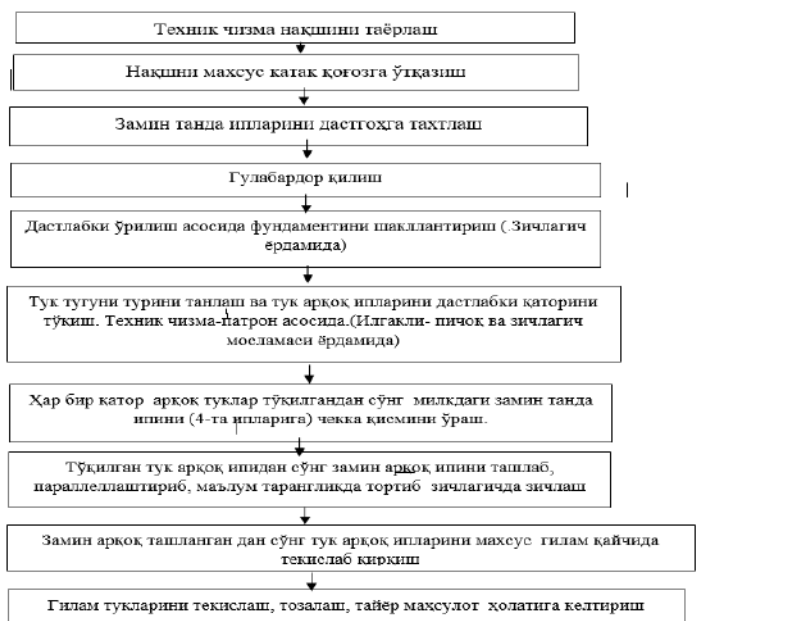 Техник чизма нақшини таёрлаш
Нақшни махсус катак қоғозга ўтқазиш
Замин танда ипларини дастгоҳга тахтлаш
Гулабардор қилиш
Дастлабки ўрилиш асосида фундаментини шакллантириш (.Зичлагич
ёрдамида)
Тук тугуни турини танлаш ва тук арқоқ ипларини дастлабки қаторини
тўқиш. Техник чизма-патрон асосида.(Илгакли- пичоқ ва зичлагич
мосламаси ёрдамида)
Ҳар бир қатор арқоқ туклар тўқилгандан сўнг милкдаги замин танда
ипини (4-та ипларига) чекка қисмини ўраш.
Тўқилган тук арқоқ ипидан сўнг замин арқоқ ипини ташлаб,
параллеллаштириб, маълум тарангликда тортиб зичлагичда зичлаш
Замин арқоқ ташланган дан сўнг тук арқоқ ипларини махсус гилам қайчида
текислаб қирқиш
Гилам тукларини текислаш, тозалаш, тайёр маҳсулот ҳолатига келтириш